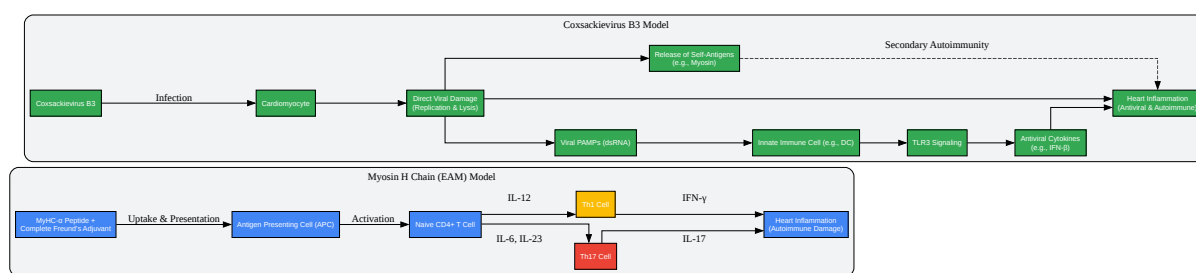 Coxsackievirus B3 Model
Release of Self-Antigens
(e.g., Myosin)
Secondary Autoimmunity
Coxsackievirus B3
Infection
Cardiomyocyte
Direct Viral Damage
(Replication & Lysis)
Heart Inflammation
(Antiviral & Autoimmune)
Viral PAMPs (dsRNA)
Innate Immune Cell (e.g., DC)
TLR3 Signaling
Antiviral Cytokines
(e.g., IFN-β)
Myosin H Chain (EAM) Model
MyHC-α Peptide +
Complete Freund's Adjuvant
Uptake & Presentation
Antigen Presenting Cell (APC)
Activation
Naive CD4+ T Cell
IL-12
Th1 Cell
IFN-γ
IL-6, IL-23
Th17 Cell
IL-17
Heart Inflammation
(Autoimmune Damage)